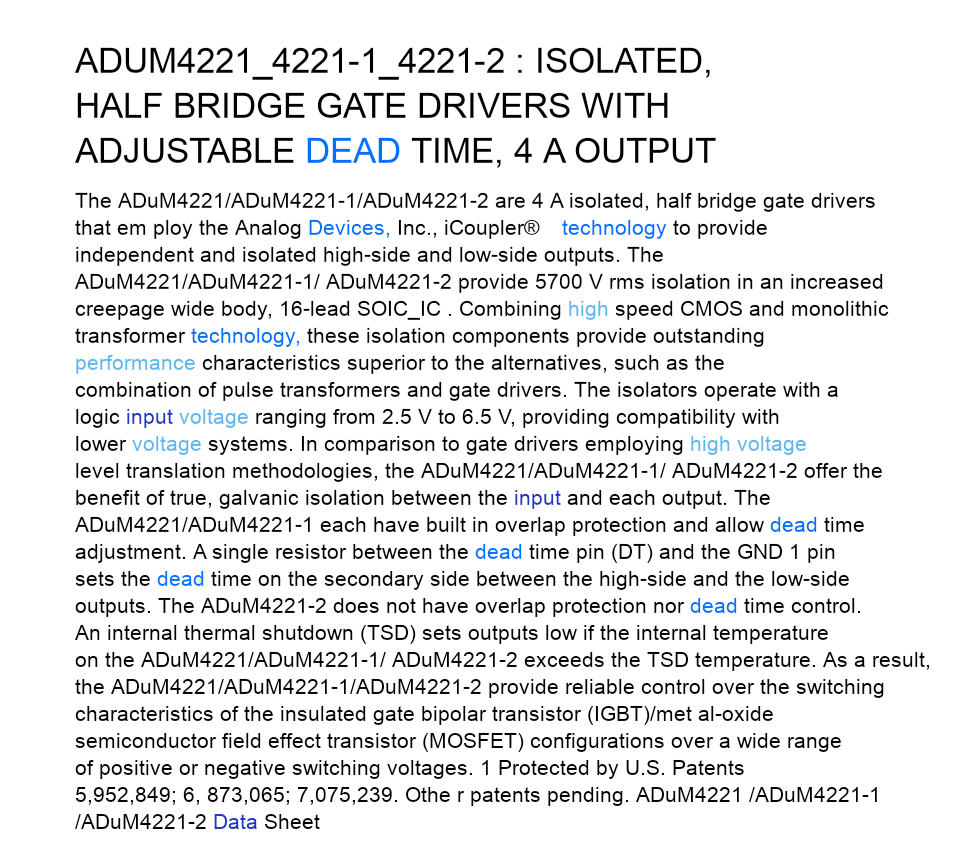 ADUM4221_4221-1_4221-2 : ISOLATED,
HALF BRIDGE GATE DRIVERS WITH
ADJUSTABLE DEAD TIME, 4 A OUTPUT
The ADuM4221/ADuM4221-1/ADuM4221-2 are 4 A isolated, half bridge gate drivers
that em ploy the Analog Devices, Inc., iCoupler® technology to provide
independent and isolated high-side and low-side outputs. The
ADuM4221/ADuM4221-1/ ADuM4221-2 provide 5700 V rms isolation in an increased
creepage wide body, 16-lead SOIC_IC . Combining high speed CMOS and monolithic
transformer technology, these isolation components provide outstanding
performance characteristics superior to the alternatives, such as the
combination of pulse transformers and gate drivers. The isolators operate with a
logic input voltage ranging from 2.5 V to 6.5 V, providing compatibility with
lower voltage systems. In comparison to gate drivers employing high voltage
level translation methodologies, the ADuM4221/ADuM4221-1/ ADuM4221-2 offer the
benefit of true, galvanic isolation between the input and each output. The
ADuM4221/ADuM4221-1 each have built in overlap protection and allow dead time
adjustment. A single resistor between the dead time pin (DT) and the GND 1 pin
sets the dead time on the secondary side between the high-side and the low-side
outputs. The ADuM4221-2 does not have overlap protection nor dead time control.
An internal thermal shutdown (TSD) sets outputs low if the internal temperature
on the ADuM4221/ADuM4221-1/ ADuM4221-2 exceeds the TSD temperature. As a result,
the ADuM4221/ADuM4221-1/ADuM4221-2 provide reliable control over the switching
characteristics of the insulated gate bipolar transistor (IGBT)/met al-oxide
semiconductor field effect transistor (MOSFET) configurations over a wide range
of positive or negative switching voltages. 1 Protected by U.S. Patents
5,952,849; 6, 873,065; 7,075,239. Othe r patents pending. ADuM4221 /ADuM4221-1
/ADuM4221-2 Data Sheet